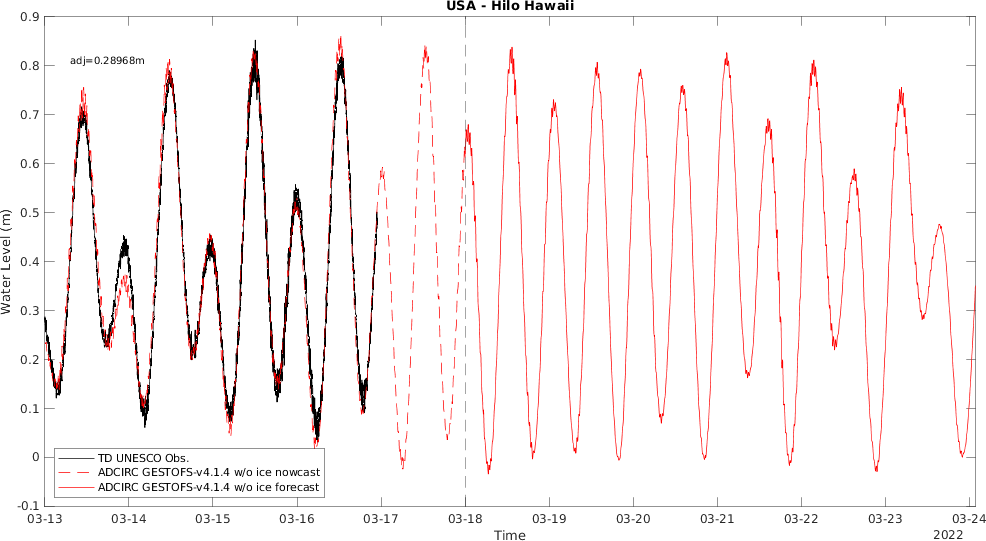 USA - Hilo Hawaii
0.9
0.8
0.7
0.6
0.5
0.4
0.3
0.2
0.1
0
-0.1
Water Level (m)
adj=0.28968m
TD UNESCO Obs.
ADCIRC GESTOFS-v4.1.4 w/o ice nowcast
ADCIRC GESTOFS-v4.1.4 w/o ice forecast
03-13 03-14 03-15 03-16 03-17 03-18 03-19 03-20 03-21 03-22 03-23 03-24
Time
2022